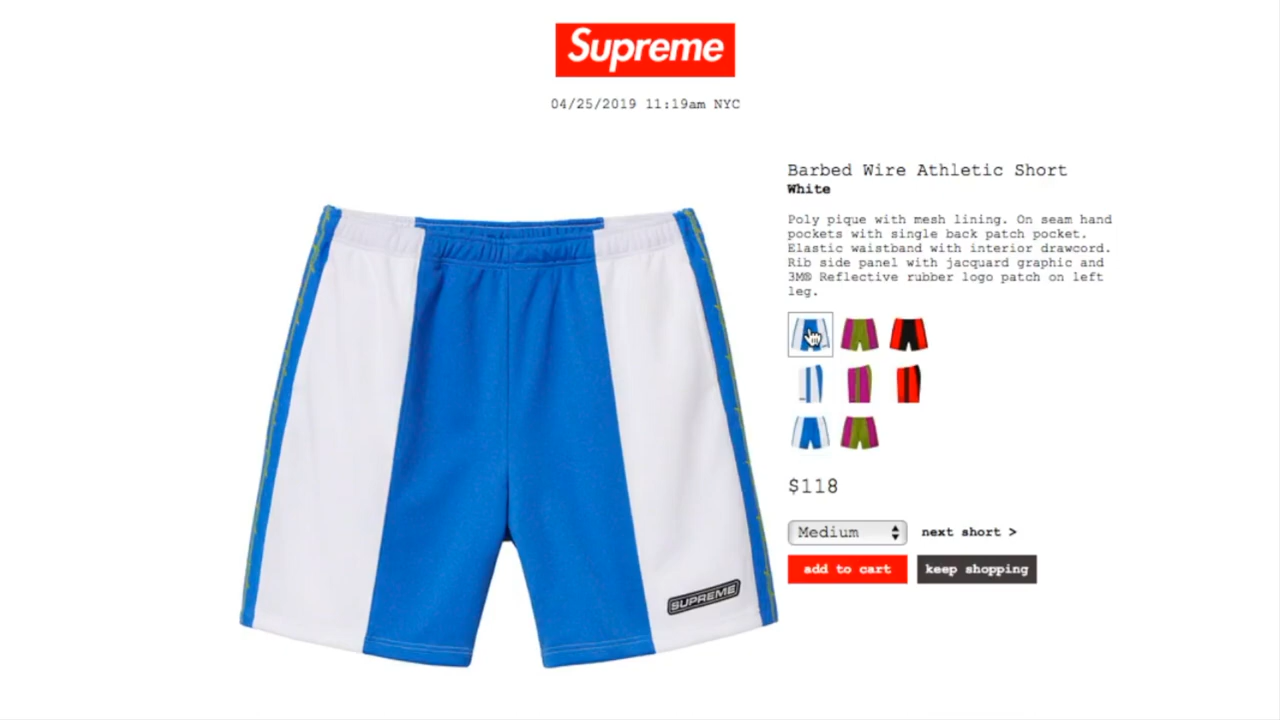 Supreme
04/25/2019 11:19am NYC
Barbed Wire Athletic Short
White
Poly pique with mesh lining. On seam hand
pockets with single back patch pocket.
Elastic waistband with interior drawcord.
Rib side panel with jacquard graphic and
3M® Reflective rubber logo patch on left
leg.
$118
Medium
next short >
add to cart
keep shopping
SUPREME